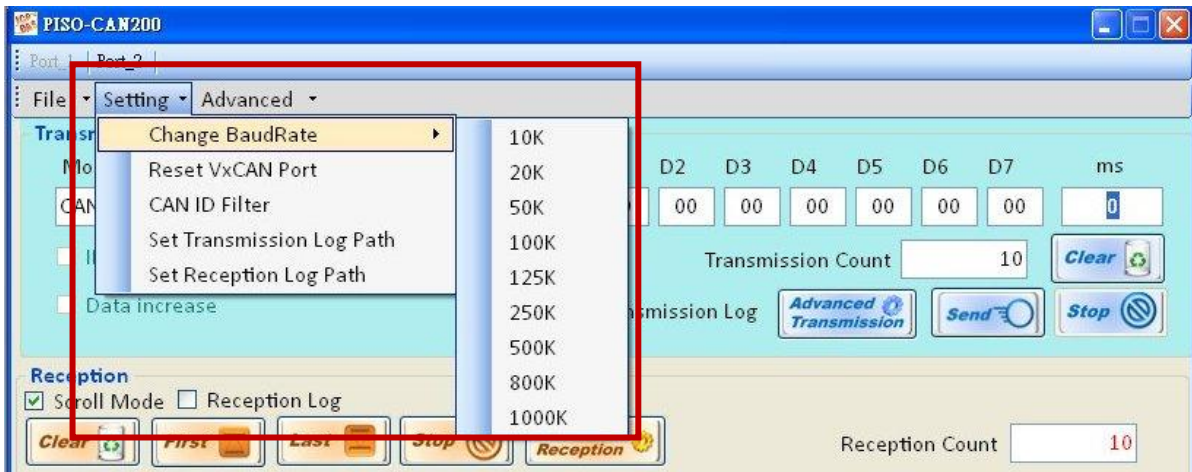 PISO-CAN200
Port_1 Port_2
File Setting Advanced
Change BaudRate
Reset VxCAN Port
CAN ID Filter
Set Transmission Log Path
Set Reception Log Path
10K
20K
50K
100K
125K
250K
500K
800K
1000K
D2 D3 D4 D5 D6 D7 ms
CAN 00 00 00 00 00 00 0
Transmission Count 10 Clear
Data increase Log Advanced Transmission Send Stop
Reception
Scroll Mode Reception Log
Clear First Last Stop Reception
Reception Count 10